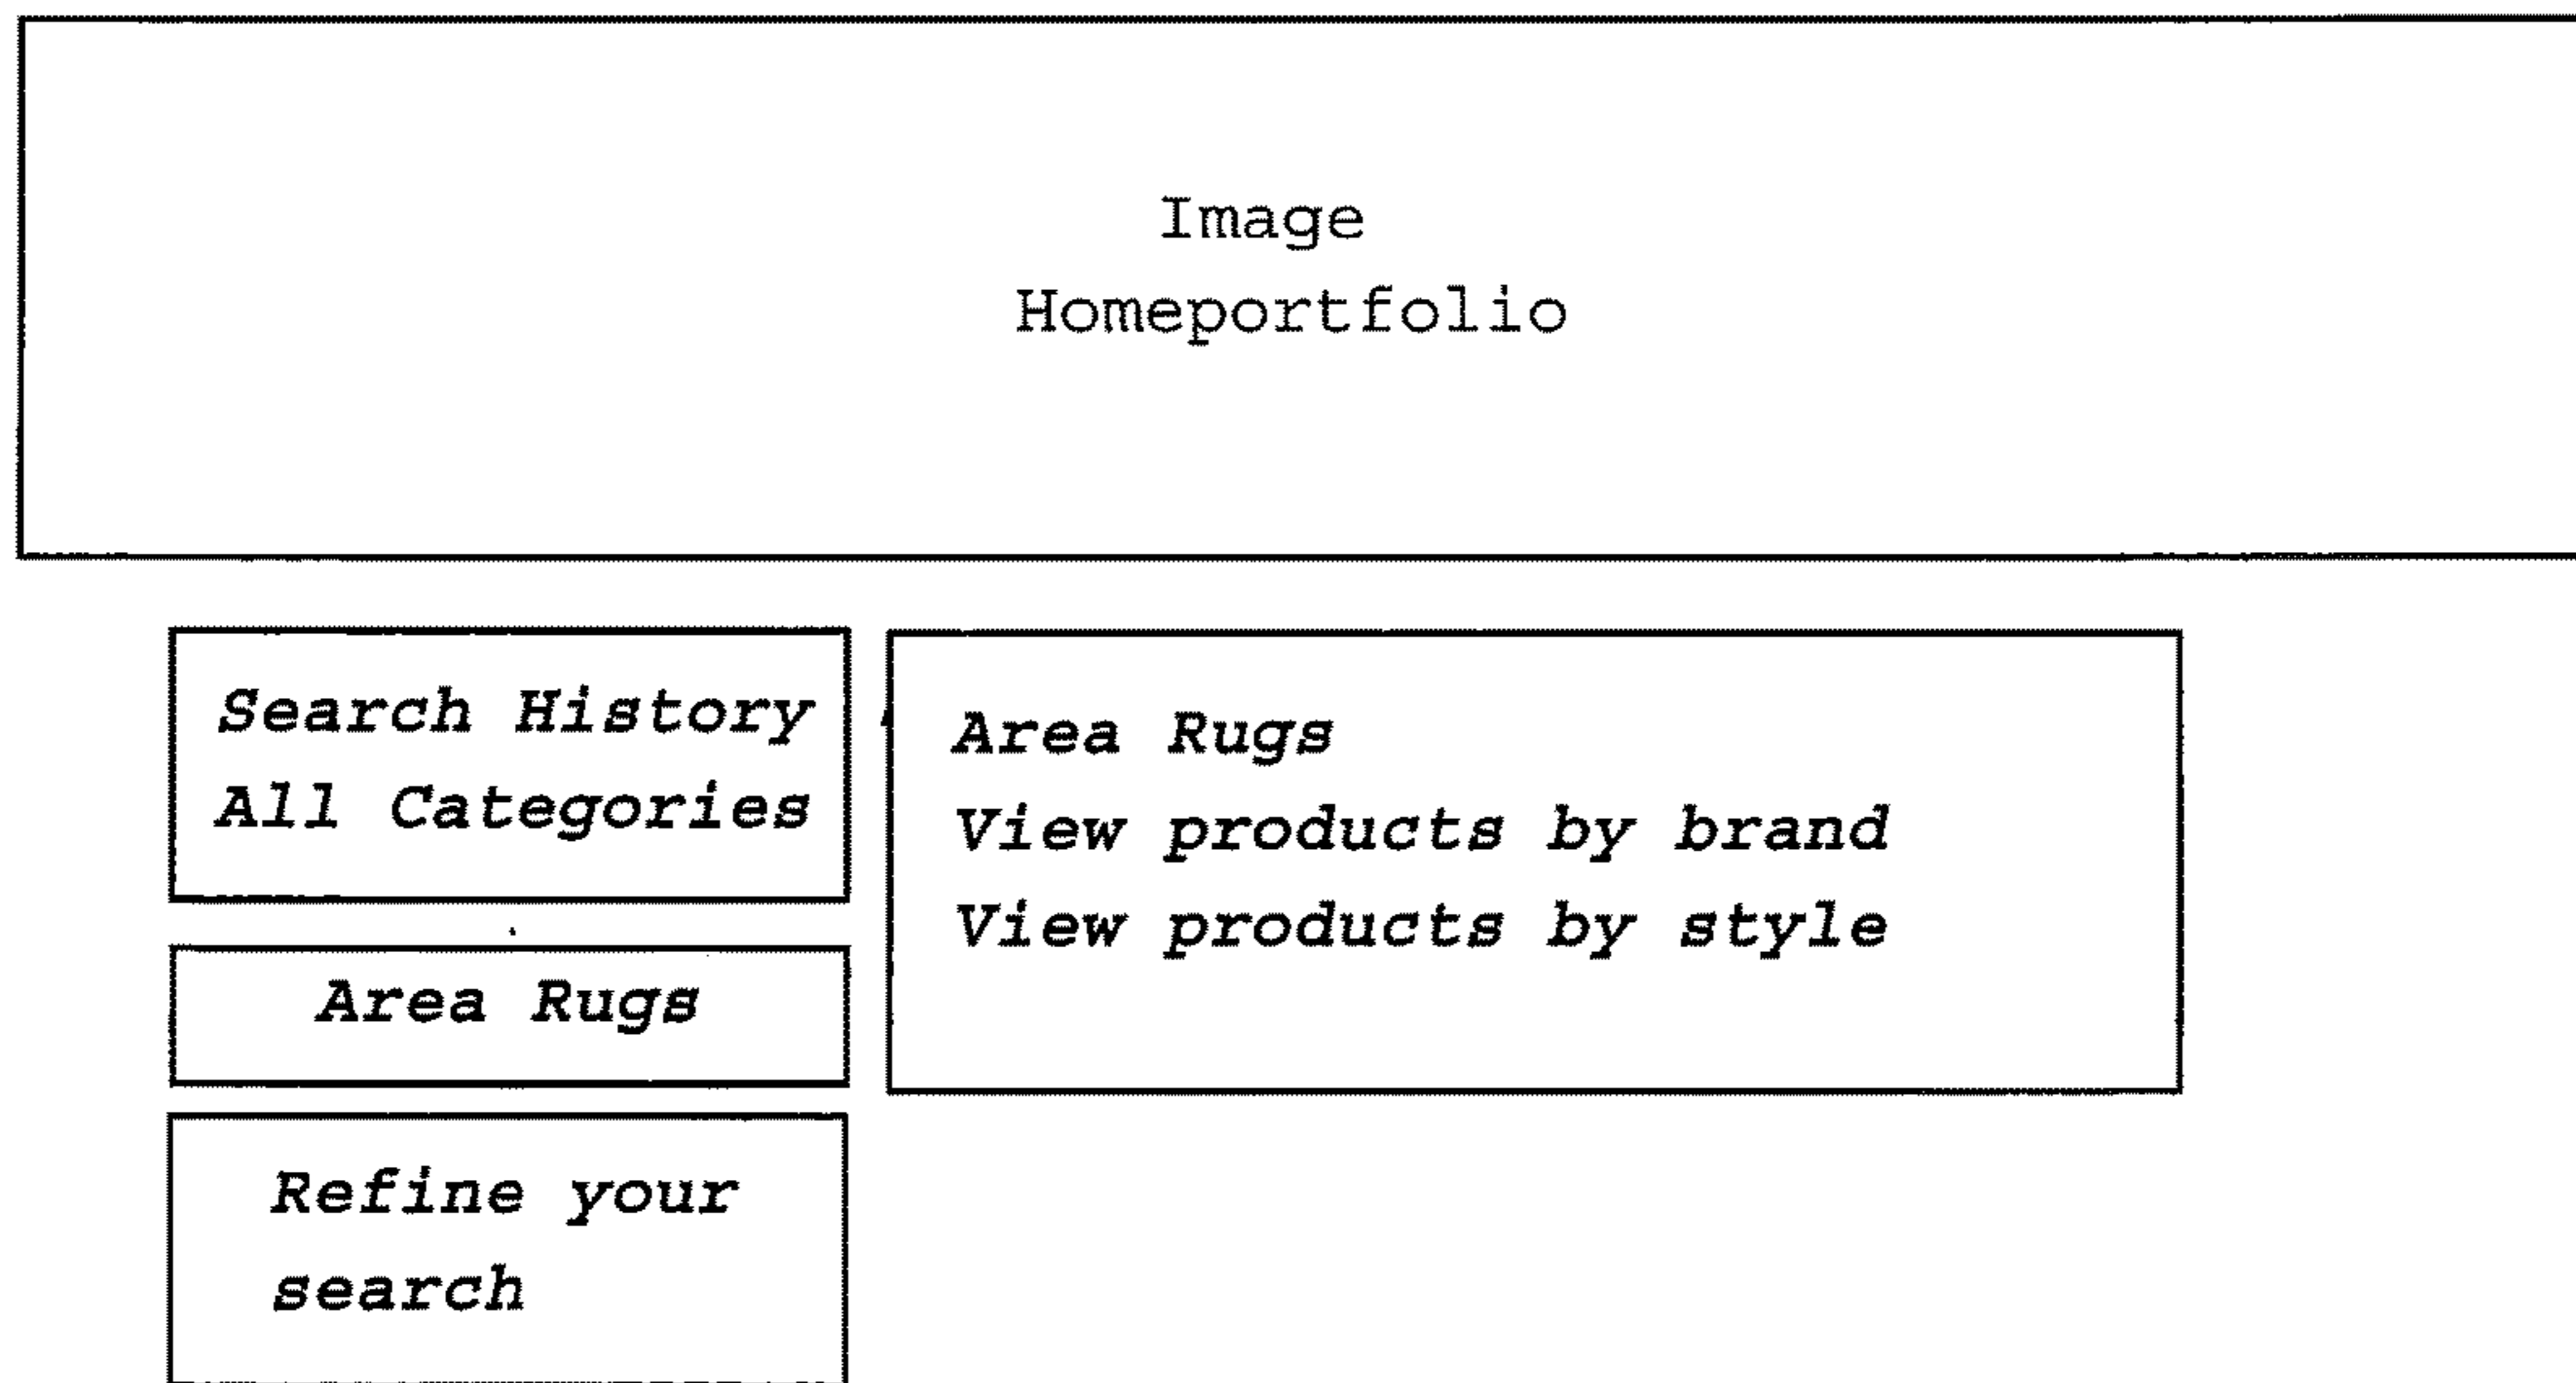 Image
Homeportfolio
Search History
All Categories
Area Rugs
Refine your
search
Area Rugs
View products by brand
View products by style